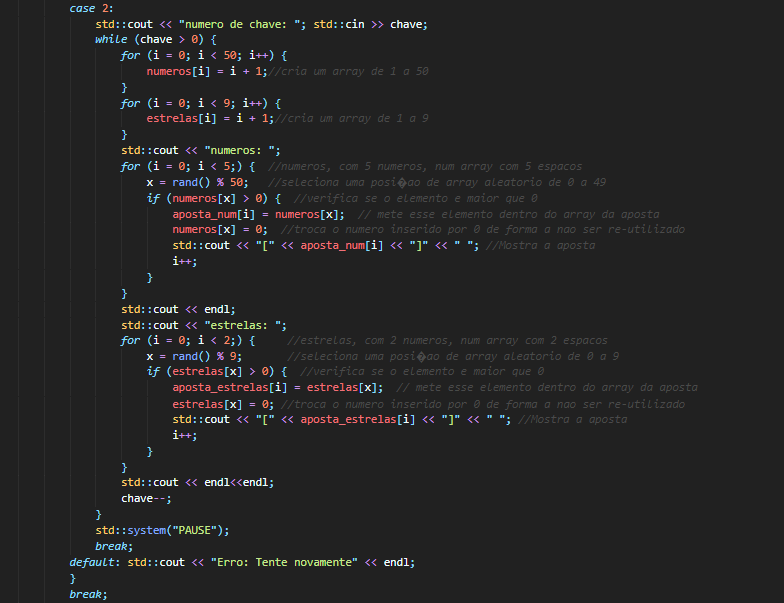 case 2:
std::cout << "numero de chave: "; std::cin >> chave;
while (chave > 0) {
for (i = 0; i < 50; i++) {
numeros[i] = i + 1;//cria um array de 1 a 50
}
for (i = 0; i < 9; i++) {
estrelas[i] = i + 1;//cria um array de 1 a 9
}
std::cout << "numeros: ";
for (i = 0; i < 5;) {  //numeros, com 5 numeros, num array com 5 espacos
x = rand() % 50;   //seleciona uma posi�ao de array aleatorio de 0 a 49
if (numeros[x] > 0) {  //verifica se o elemento e maior que 0
aposta_num[i] = numeros[x];  // mete esse elemento dentro do array da aposta
numeros[x] = 0;  //troca o numero inserido por 0 de forma a nao ser re-utilizado
std::cout << "[" << aposta_num[i] << "]" << " "; //Mostra a aposta
i++;
}
}
std::cout << endl;
std::cout << "estrelas: ";
for (i = 0; i < 2;) {     //estrelas, com 2 numeros, num array com 2 espacos
x = rand() % 9;       //seleciona uma posi�ao de array aleatorio de 0 a 9
if (estrelas[x] > 0) {  //verifica se o elemento e maior que 0
aposta_estrelas[i] = estrelas[x];  // mete esse elemento dentro do array da aposta
estrelas[x] = 0; //troca o numero inserido por 0 de forma a nao ser re-utilizado
std::cout << "[" << aposta_estrelas[i] << "]" << " "; //Mostra a aposta
i++;
}
}
std::cout << endl<<endl;
chave--;
}
std::system("PAUSE");
break;
default: std::cout << "Erro: Tente novamente" << endl;
}
break;